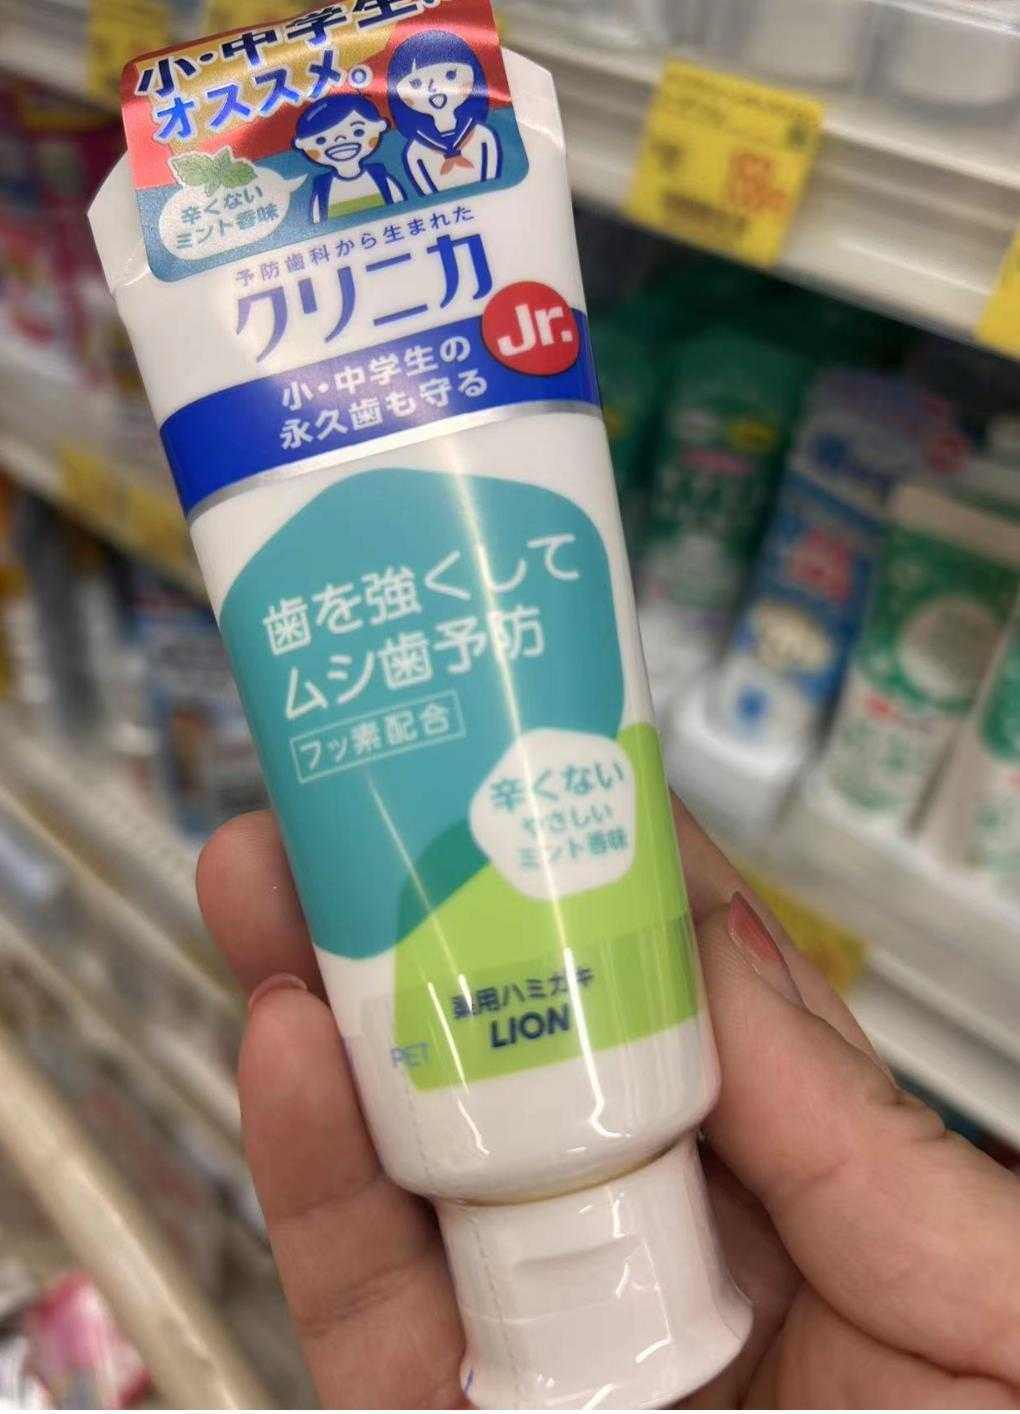 小・中学生に
オススメ。
辛くない
ミント香味
予防歯科から生まれた
クリニカ
Jr.
小・中学生の
永久歯も守る
歯を強くして
ムシ歯予防
フッ素配合
辛くない
やさしい
ミント香味
薬用ハミガキ
LION
PET